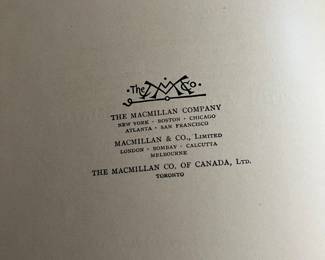 The MM Co
THE MACMILLAN COMPANY
NEW YORK · BOSTON · CHICAGO
ATLANTA · SAN FRANCISCO
MACMILLAN & CO., LIMITED
LONDON · BOMBAY · CALCUTTA
MELBOURNE
THE MACMILLAN CO. OF CANADA, LTD.
TORONTO